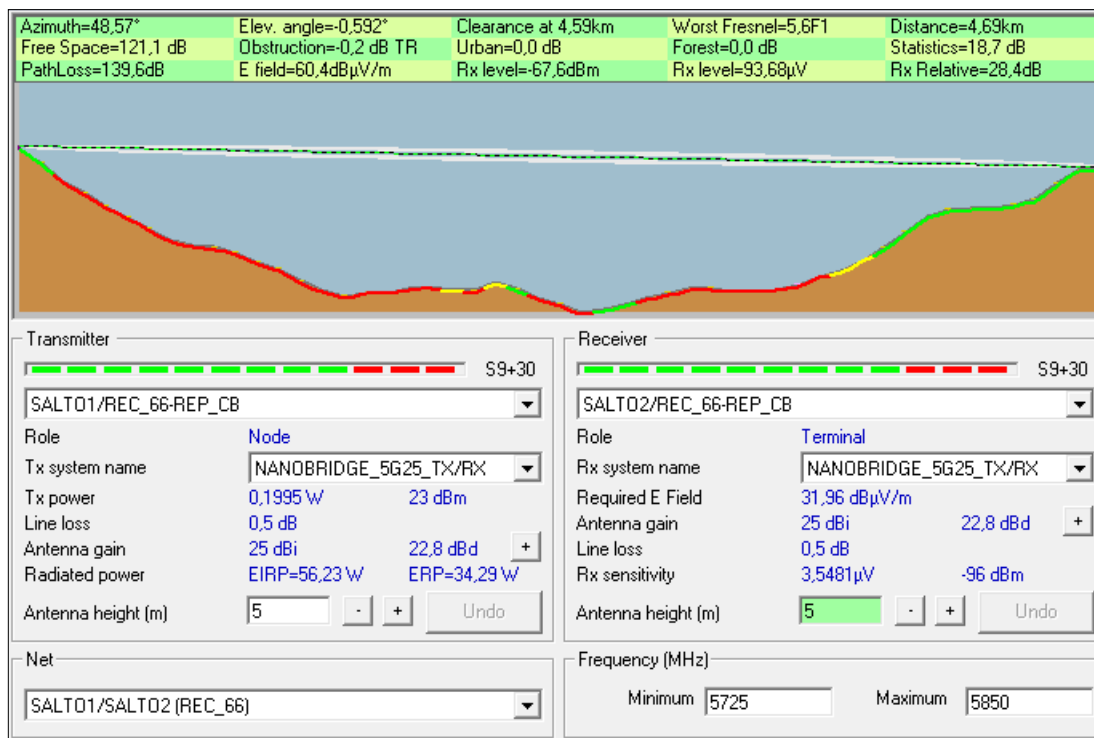 Azimuth=48,57° Elev. angle=-0,592° Clearance at 4,59km Worst Fresnel=5,6F1 Distance=4,69km
Free Space=121,1 dB Obstruction=-0,2 dB TR Urban=0,0 dB Forest=0,0 dB Statistics=18,7 dB
PathLoss=139,6dB E field=60,4dBµV/m Rx level=-67,6dBm Rx level=93,68µV Rx Relative=28,4dB
Transmitter
S9+30
SALTO1/REC_66-REP_CB
Role Node
Tx system name NANOBRIDGE_5G25_TX/RX
Tx power 0,1995 W 23 dBm
Line loss 0,5 dB
Antenna gain 25 dBi 22,8 dBd +
Radiated power EIRP=56,23 W ERP=34,29 W
Antenna height (m) 5 - + Undo
Receiver
S9+30
SALTO2/REC_66-REP_CB
Role Terminal
Rx system name NANOBRIDGE_5G25_TX/RX
Required E Field 31,96 dBµV/m
Antenna gain 25 dBi 22,8 dBd +
Line loss 0,5 dB
Rx sensitivity 3,5481µV -96 dBm
Antenna height (m) 5 - + Undo
Net
SALTO1/SALTO2 (REC_66)
Frequency (MHz)
Minimum 5725 Maximum 5850